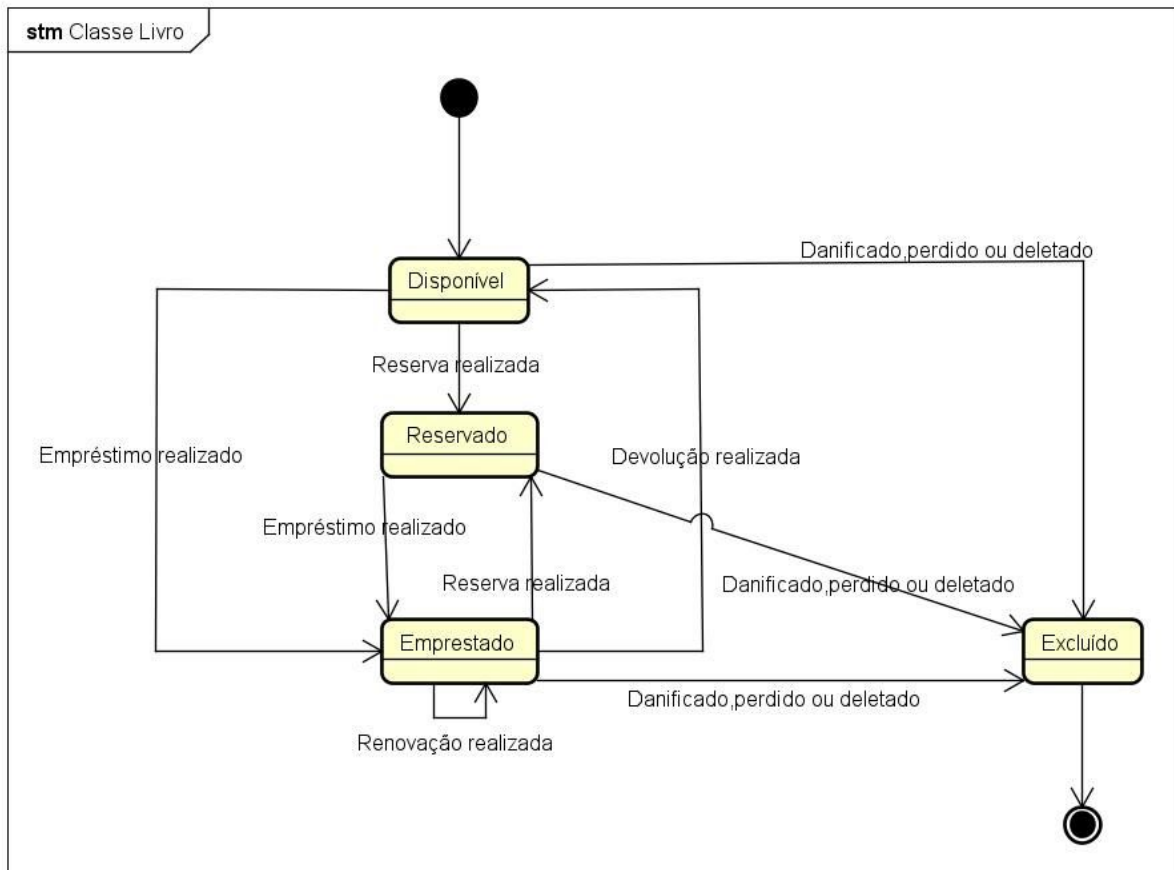 stm Classe Livro
Danificado,perdido ou deletado
Disponível
Reserva realizada
Reservado
Empréstimo realizado
Devolução realizada
Empréstimo realizado
Reserva realizada
Danificado,perdido ou deletado
Emprestado
Excluído
Danificado,perdido ou deletado
Renovação realizada